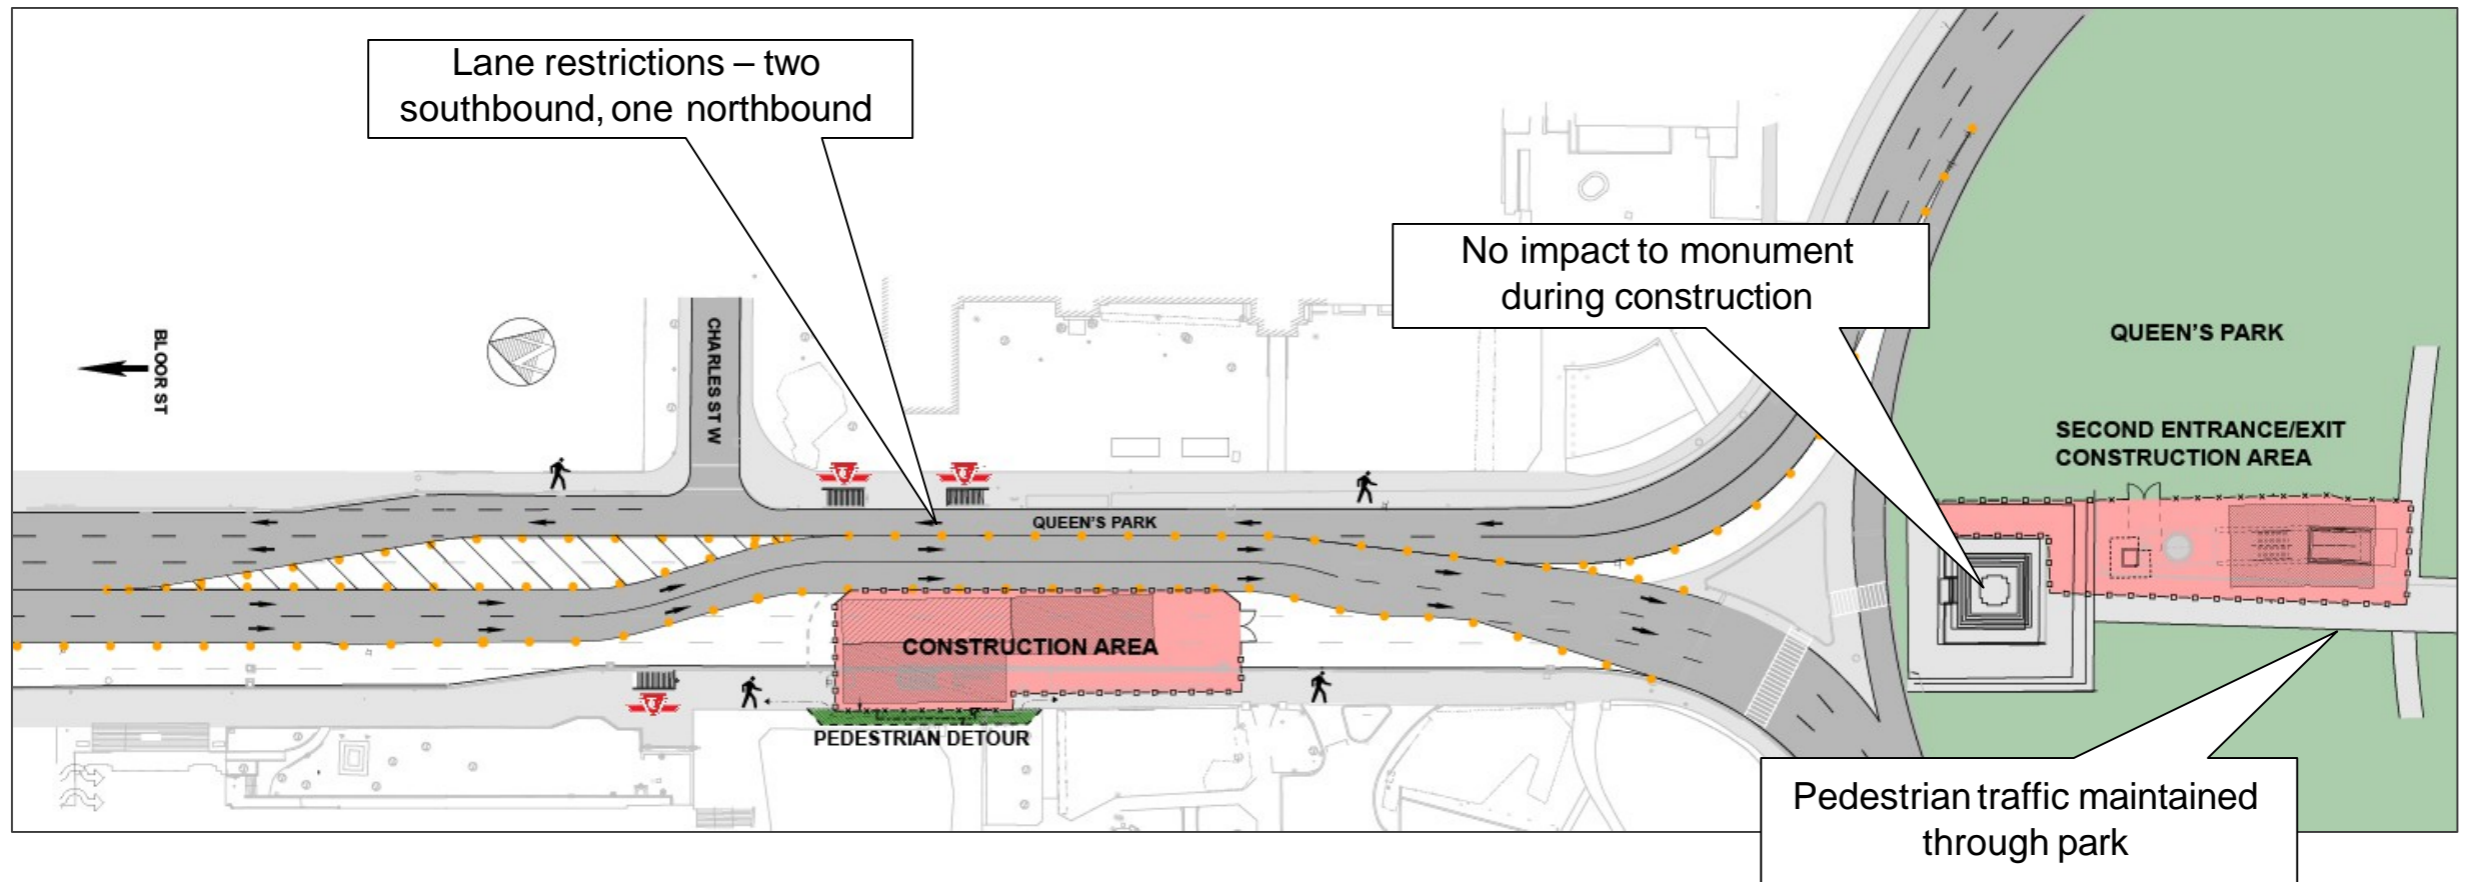 Lane restrictions – two
southbound, one northbound
No impact to monument
during construction
BLOOR ST
CHARLES ST W
QUEEN'S PARK
QUEEN'S PARK
SECOND ENTRANCE/EXIT
CONSTRUCTION AREA
CONSTRUCTION AREA
PEDESTRIAN DETOUR
Pedestrian traffic maintained
through park